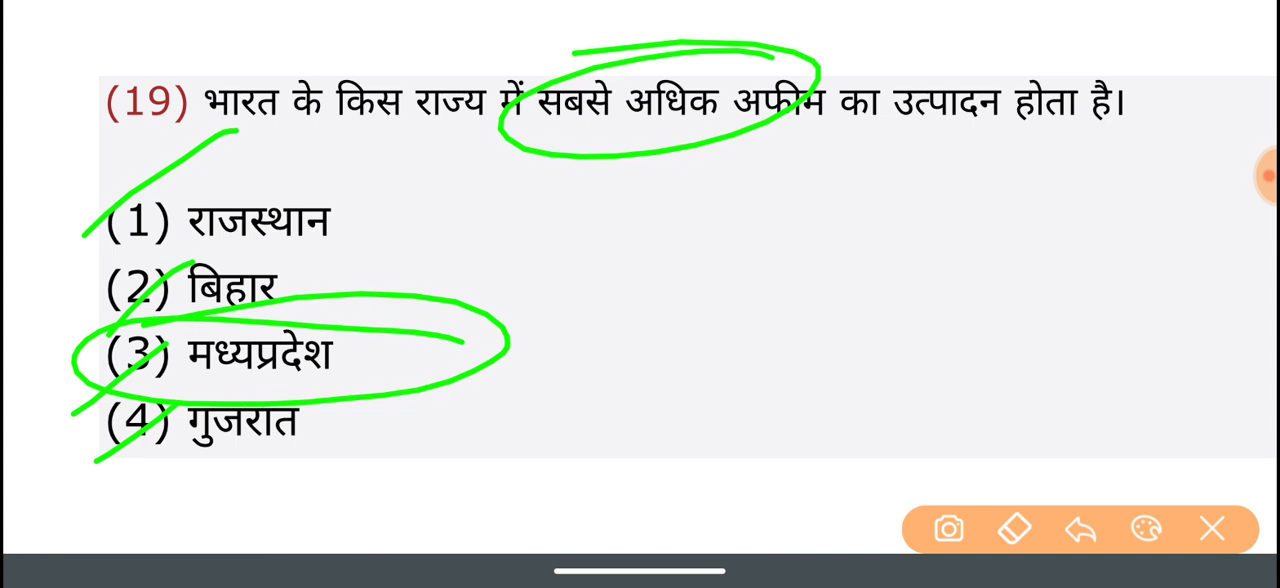 (19) भारत के किस राज्य में सबसे अधिक अफीम का उत्पादन होता है।
(1) राजस्थान
(2) बिहार
(3) मध्यप्रदेश
(4) गुजरात